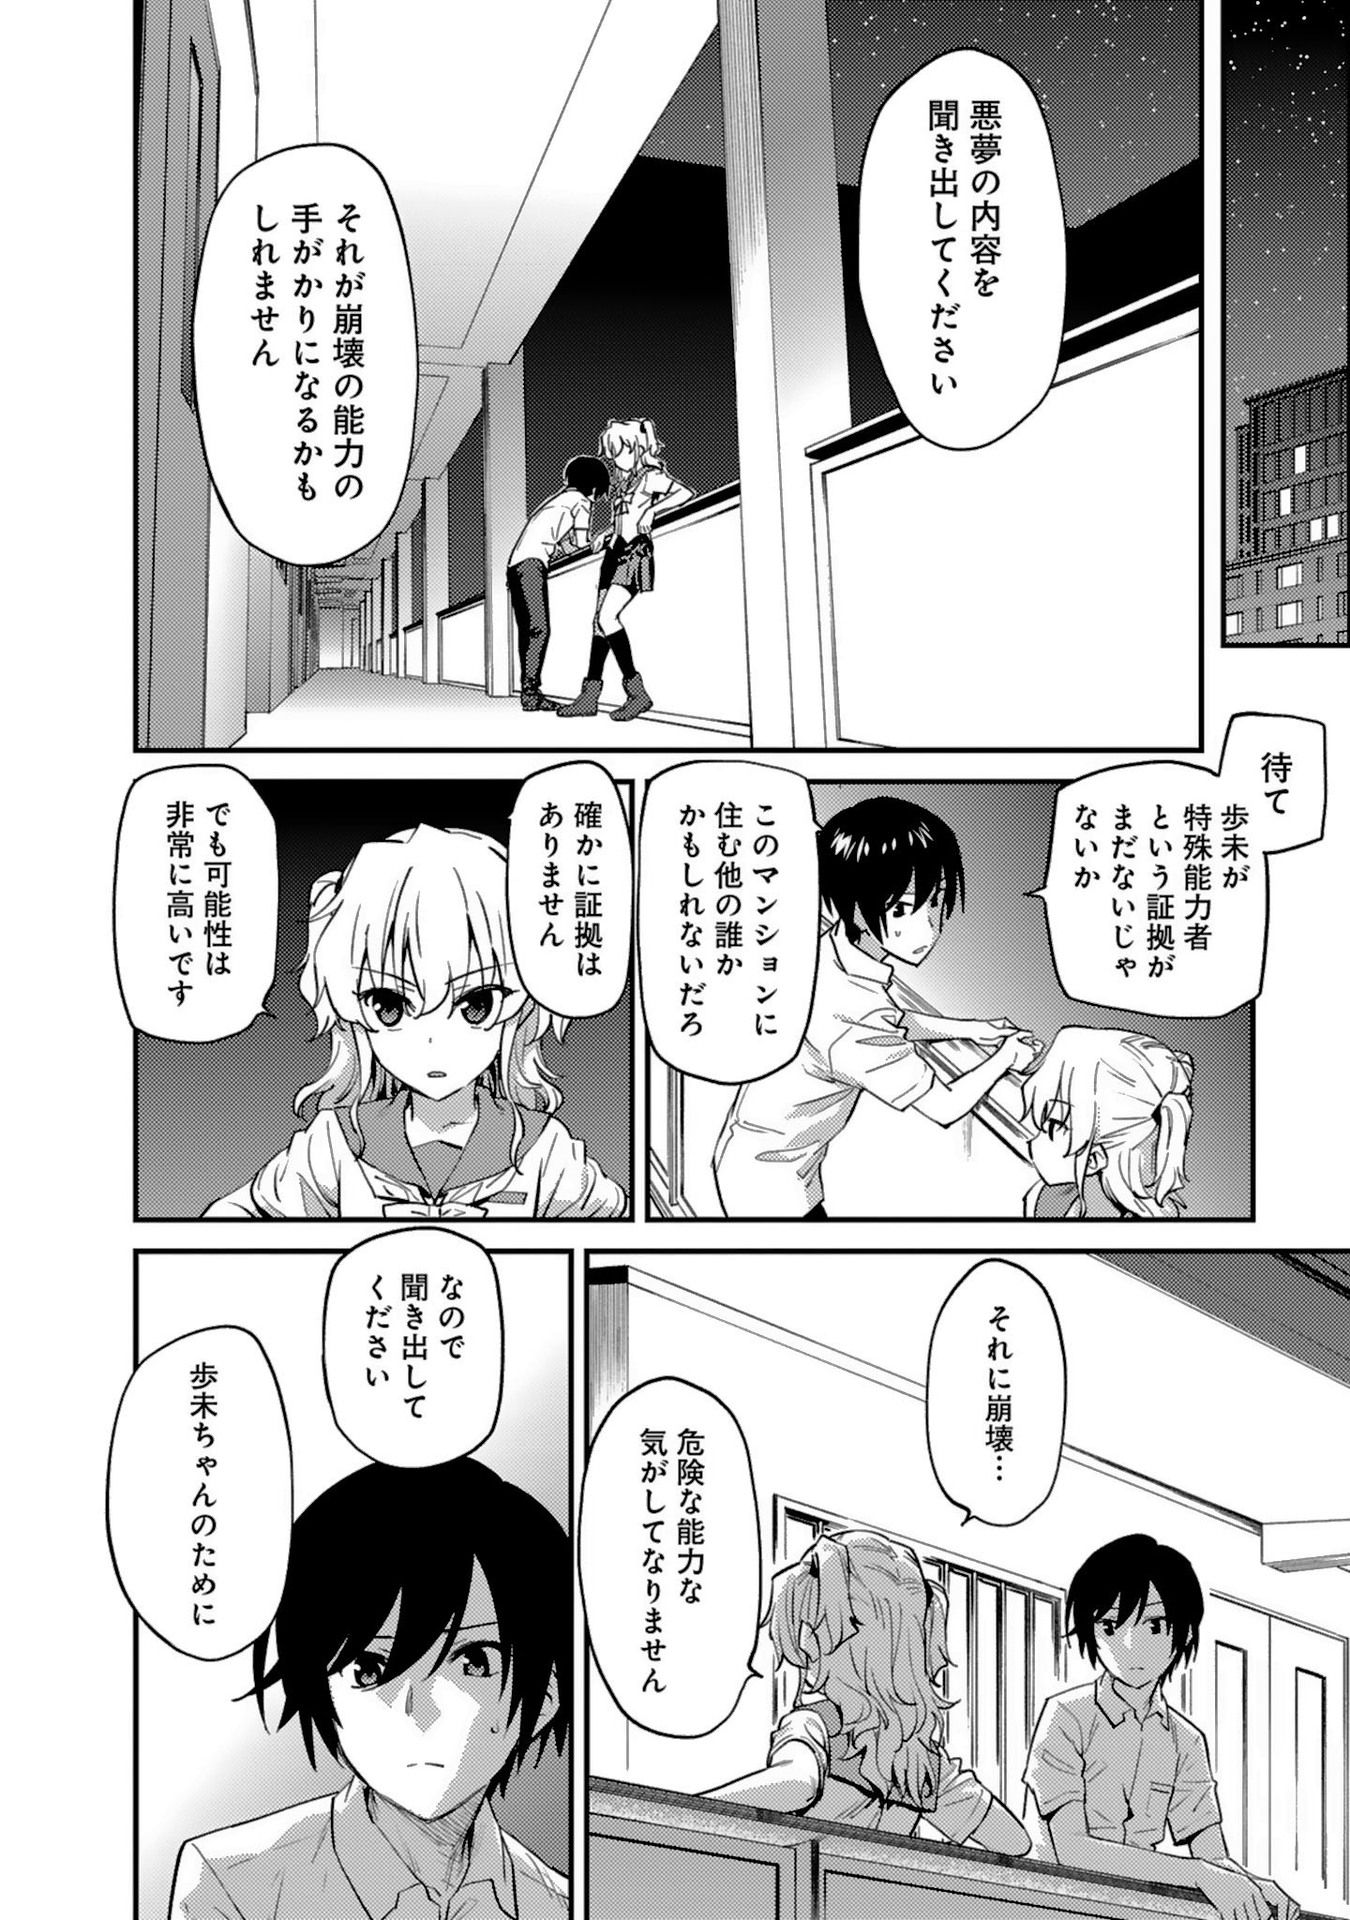 悪夢の内容を
聞き出してください
それが崩壊の能力の
手がかりになるかも
しれません
待て
歩未が
特殊能力者
という証拠が
まだないじゃ
ないか
このマンションに
住む他の誰か
かもしれないだろ
確かに証拠は
ありません
でも可能性は
非常に高いです
それに崩壊…
危険な能力な
気がしてなりません
なので
聞き出して
ください
歩未ちゃんのために